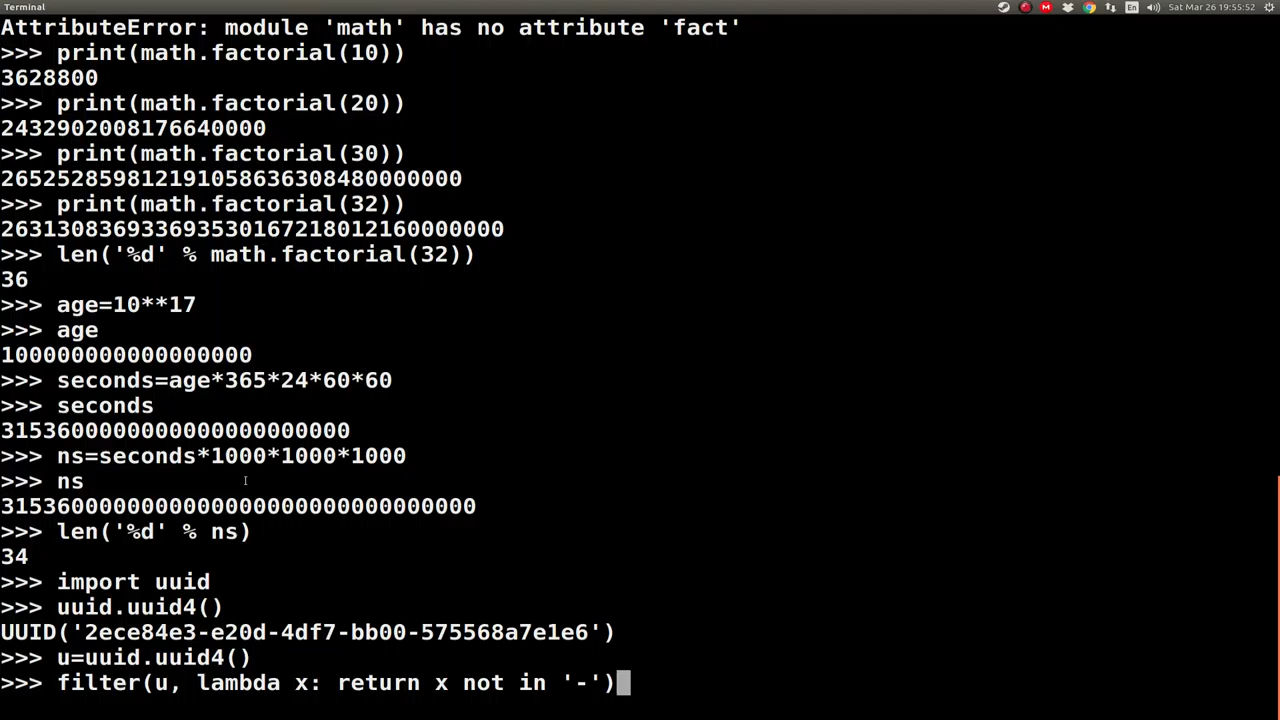 Terminal
En
Sat Mar 26 19:55:52
AttributeError: module 'math' has no attribute 'fact'
>>> print(math.factorial(10))
3628800
>>> print(math.factorial(20))
2432902008176640000
>>> print(math.factorial(30))
265252859812191058636308480000000
>>> print(math.factorial(32))
263130836933693530167218012160000000
>>> len('%d' % math.factorial(32))
36
>>> age=10**17
>>> age
100000000000000000
>>> seconds=age*365*24*60*60
>>> seconds
3153600000000000000000000
>>> ns=seconds*1000*1000*1000
>>> ns
3153600000000000000000000000000000
>>> len('%d' % ns)
34
>>> import uuid
>>> uuid.uuid4()
UUID('2ece84e3-e20d-4df7-bb00-575568a7e1e6')
>>> u=uuid.uuid4()
>>> filter(u, lambda x: return x not in '-')